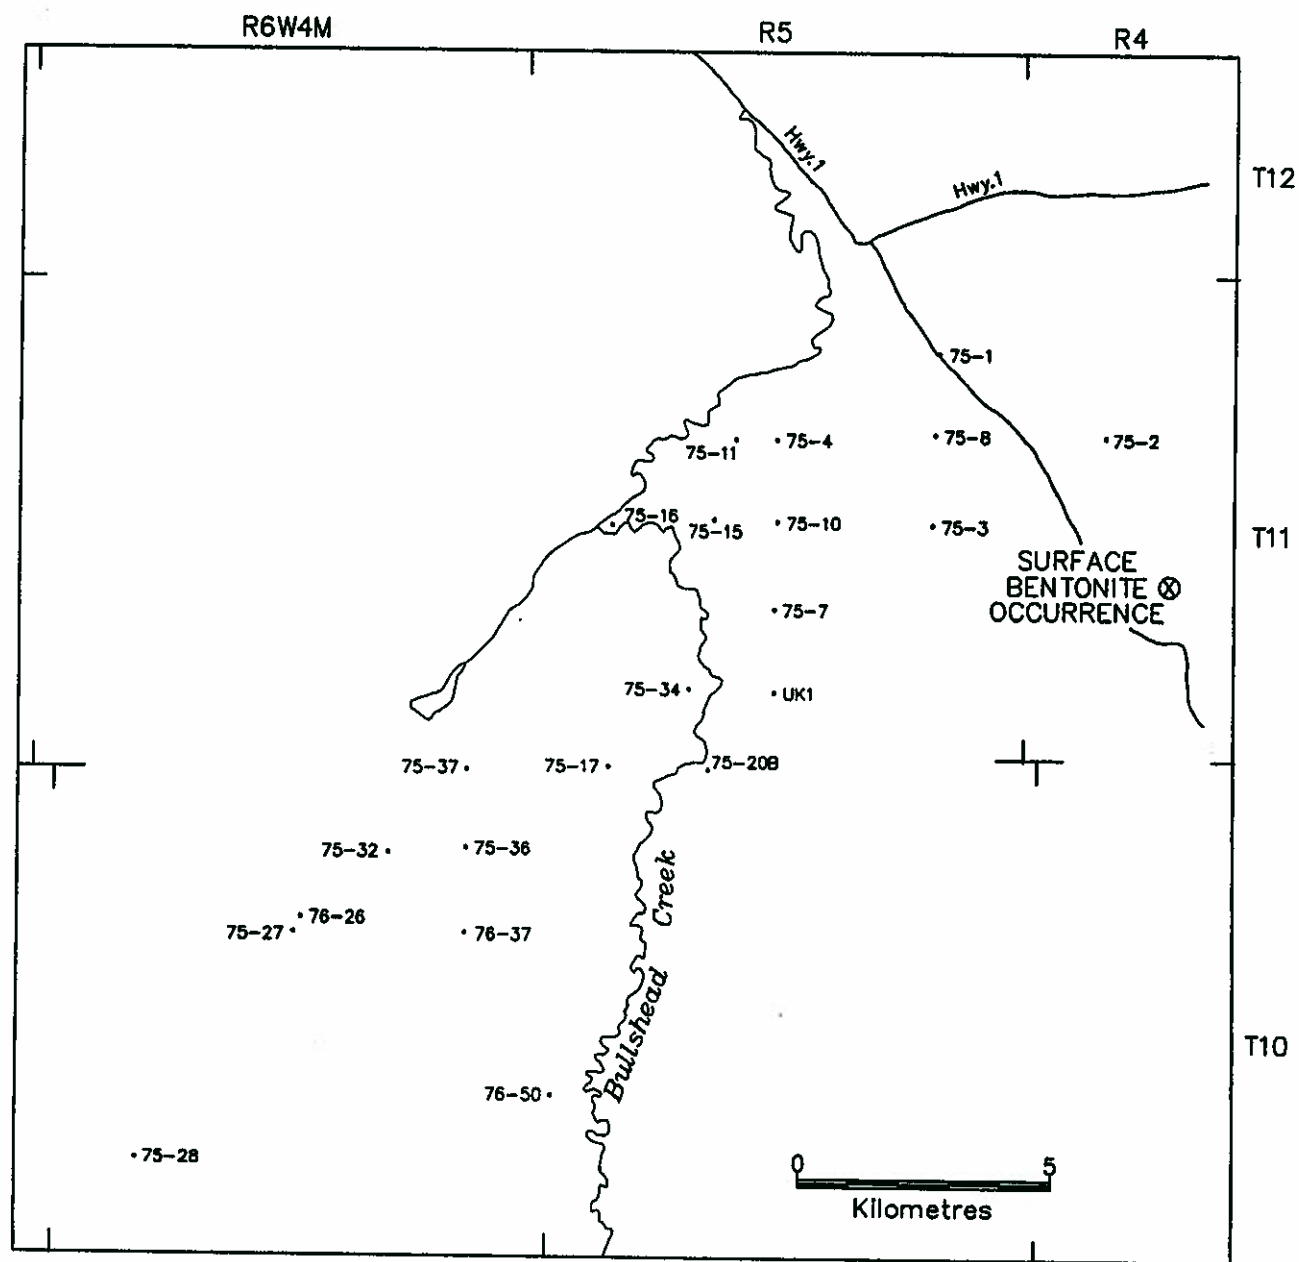 R6W4M R5 R4
Hwy.1
T12
Hwy.1
75-1
75-11 75-4 75-8 75-2
75-16 75-15 75-10 75-3 T11
SURFACE
BENTONITE
OCCURRENCE
75-7
75-34 UK1
75-37 75-17 75-20B
75-32 75-36
Creek
76-26
75-27 76-37
Bullshead
T10
76-50
75-28
0 5
Kilometres